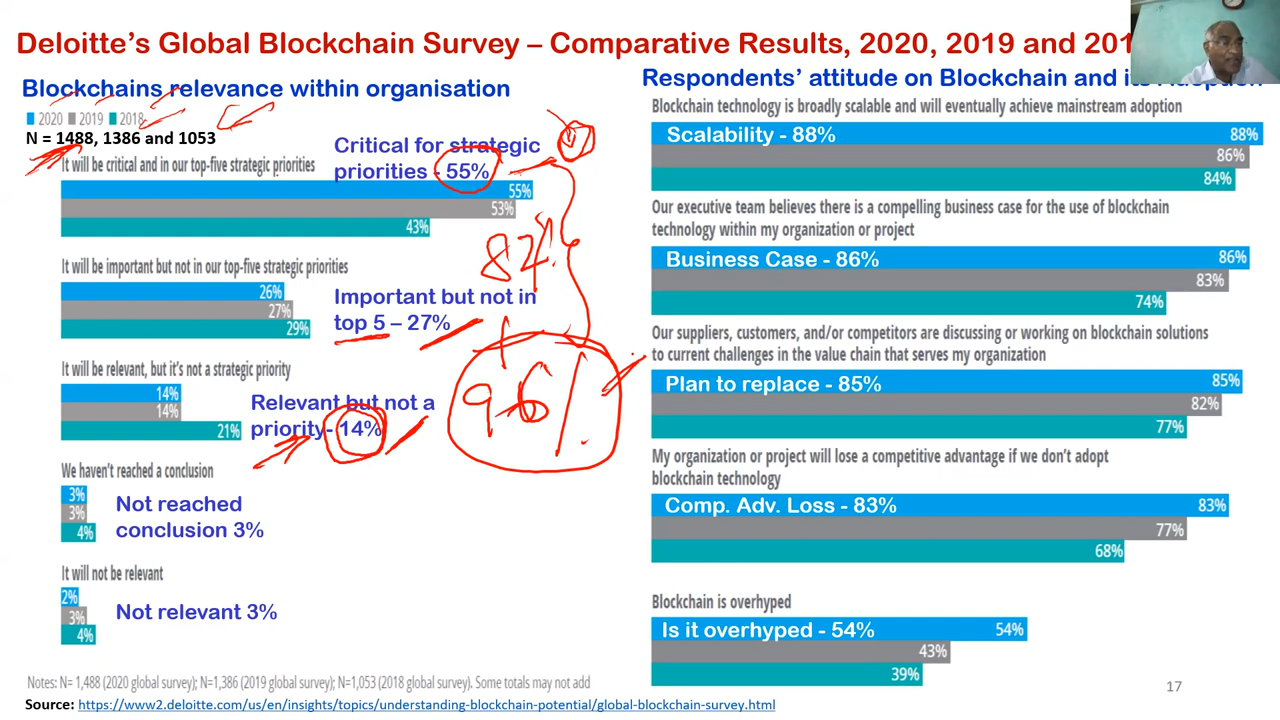 Deloitte's Global Blockchain Survey – Comparative Results, 2020, 2019 and 201
Blockchains relevance within organisation
2020 2019 2018
N = 1488, 1386 and 1053
It will be critical and in our top-five strategic priorities
Critical for strategic
priorities - 55%
55%
53%
43%
82%
It will be important but not in our top-five strategic priorities
26%
27%
29%
Important but not in
top 5 – 27%
It will be relevant, but it's not a strategic priority
14%
14%
21%
Relevant but not a
priority- 14%
96%
We haven't reached a conclusion
3%
3%
4%
Not reached
conclusion 3%
It will not be relevant
2%
3%
4%
Not relevant 3%
Respondents' attitude on Blockchain and its Adoption
Blockchain technology is broadly scalable and will eventually achieve mainstream adoption
Scalability - 88%
88%
86%
84%
Our executive team believes there is a compelling business case for the use of blockchain
technology within my organization or project
Business Case - 86%
86%
83%
74%
Our suppliers, customers, and/or competitors are discussing or working on blockchain solutions
to current challenges in the value chain that serves my organization
Plan to replace - 85%
85%
82%
77%
My organization or project will lose a competitive advantage if we don't adopt
blockchain technology
Comp. Adv. Loss - 83%
83%
77%
68%
Blockchain is overhyped
Is it overhyped - 54%
54%
43%
39%
Notes: N= 1,488 (2020 global survey); N=1,386 (2019 global survey); N=1,053 (2018 global survey). Some totals may not add
17
Source: https://www2.deloitte.com/us/en/insights/topics/understanding-blockchain-potential/global-blockchain-survey.html